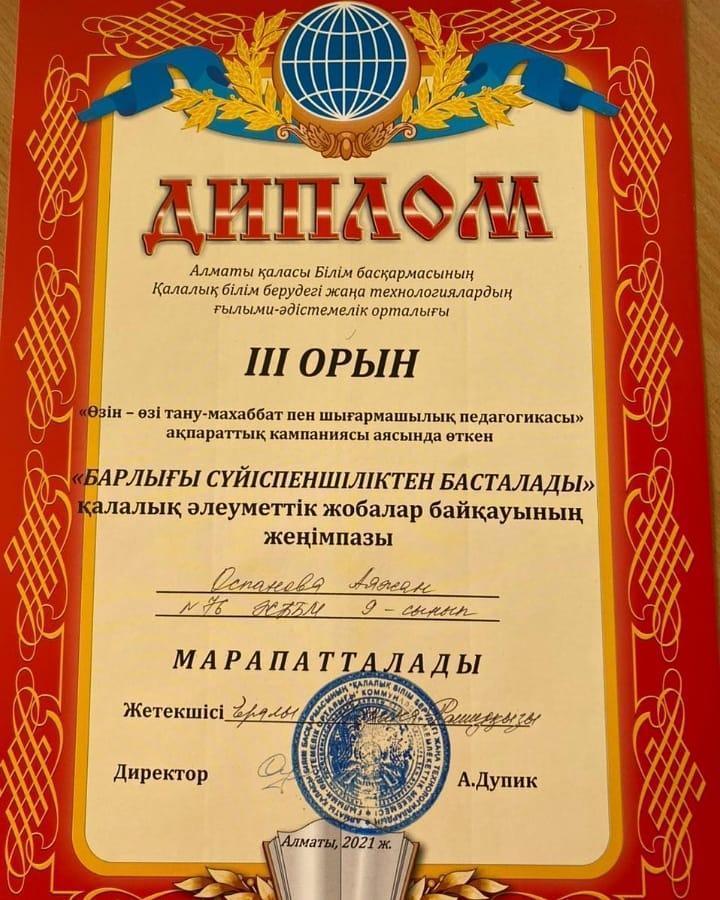 ДИПЛОМ
Алматы қаласы Білім басқармасының
Қалалық білім берудегі жаңа технологиялардың
ғылыми-әдістемелік орталығы
III ОРЫН
«Өзін – өзі тану-махаббат пен шығармашылық педагогикасы»
ақпараттық кампаниясы аясында өткен
«БАРЛЫҒЫ СҮЙІСПЕНШІЛІКТЕН БАСТАЛАДЫ»
қалалық әлеуметтік жобалар байқауының
жеңімпазы
Оспанова Аяжан
№ 76 ЖББМ 9 - сынып
МАРАПАТТАЛАДЫ
Жетекшісі
Директор А.Дупик
Алматы, 2021 ж.